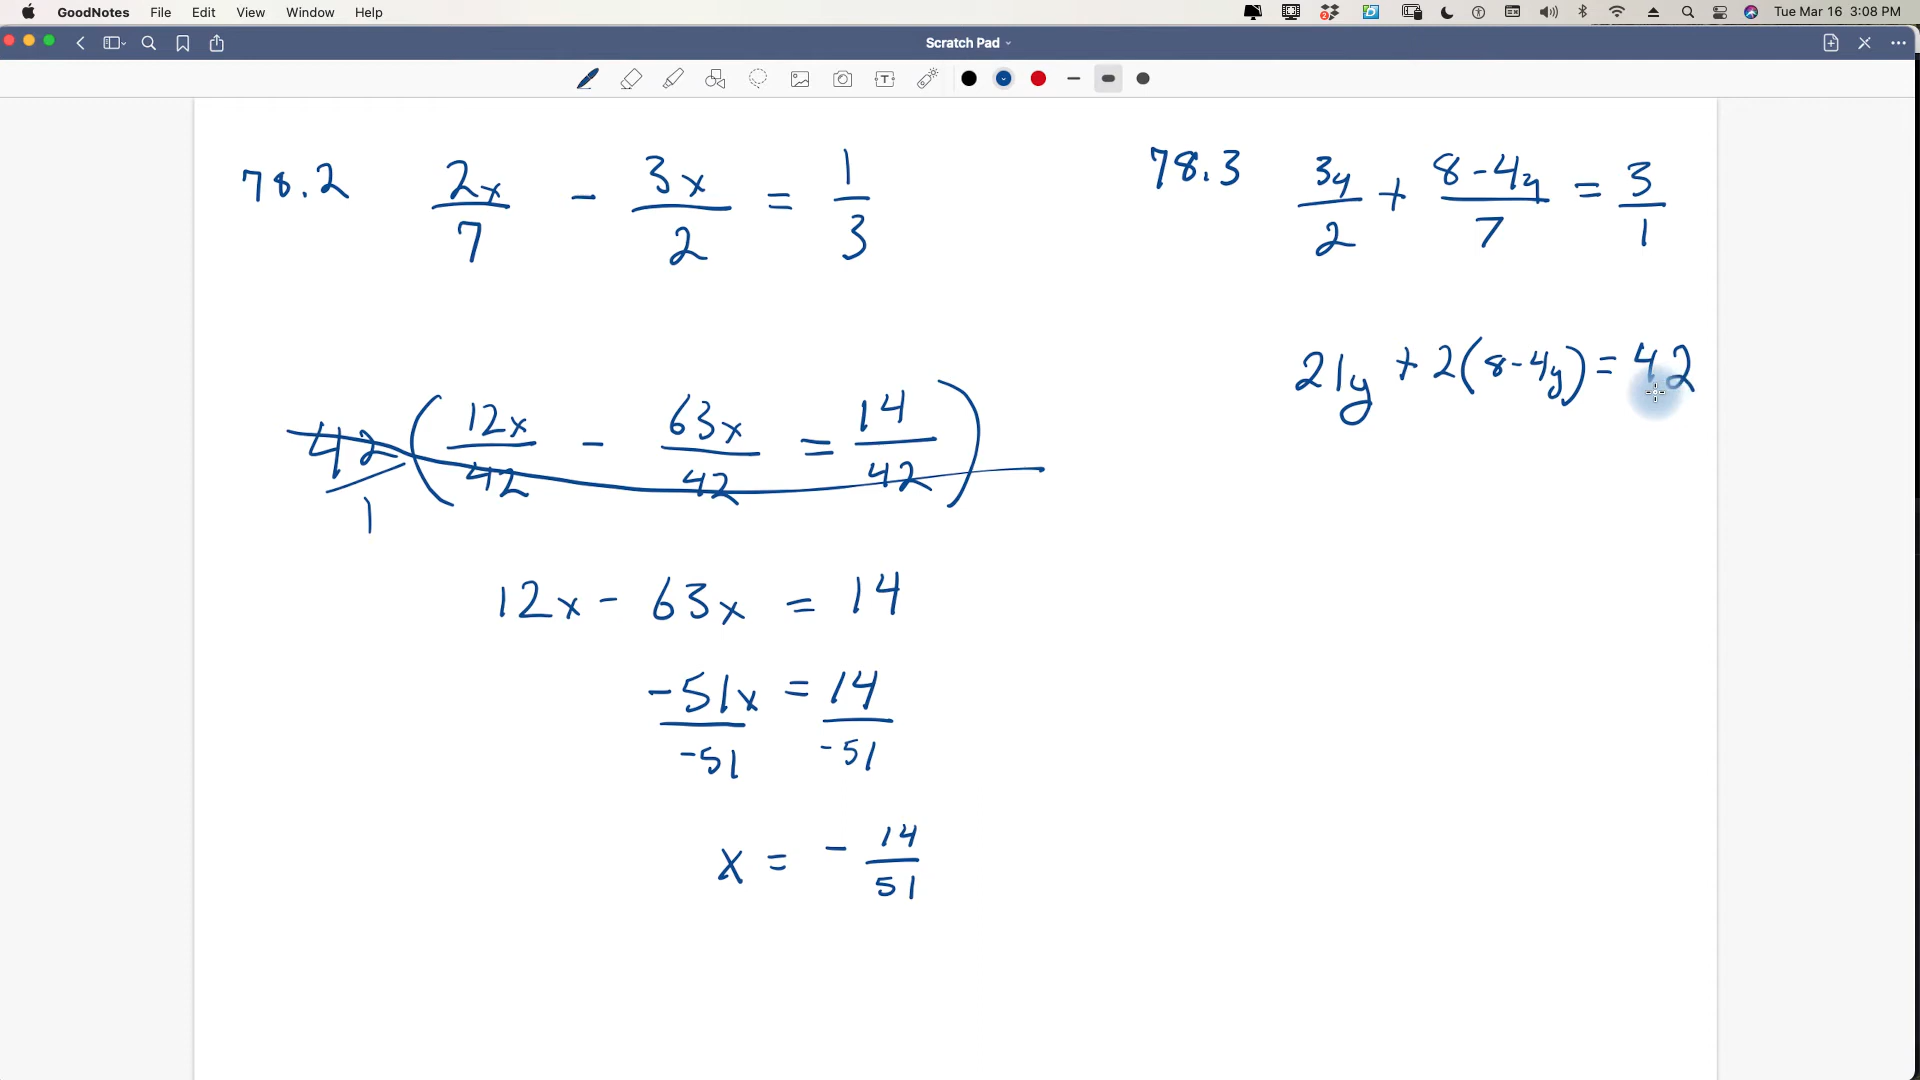 GoodNotes File Edit View Window Help Tue Mar 16 3:08 PM
Scratch Pad
78.2 2x/7 - 3x/2 = 1/3
42/1 (12x/42 - 63x/42 = 14/42)
12x - 63x = 14
-51x/-51 = 14/-51
x = - 14/51
78.3 3y/2 + 8-4y/7 = 3/1
21y + 2(8-4y) = 42